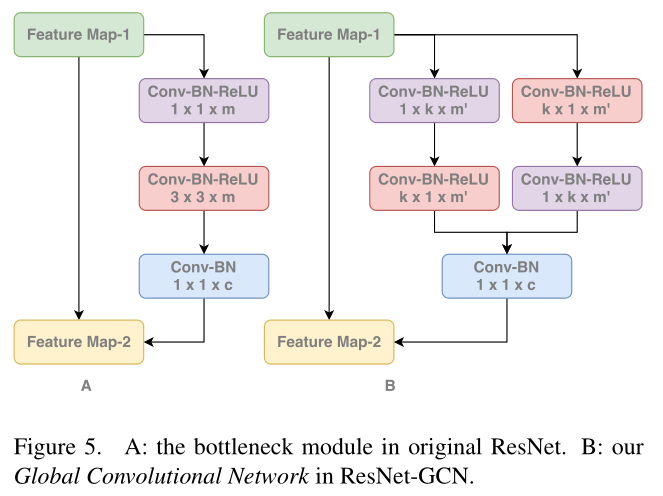 Feature Map-1
Conv-BN-ReLU
1 x 1 x m
Conv-BN-ReLU
3 x 3 x m
Conv-BN
1 x 1 x c
Feature Map-2
A
Feature Map-1
Conv-BN-ReLU
1 x k x m'
Conv-BN-ReLU
k x 1 x m'
Conv-BN-ReLU
k x 1 x m'
Conv-BN-ReLU
1 x k x m'
Conv-BN
1 x 1 x c
Feature Map-2
B
Figure 5. A: the bottleneck module in original ResNet. B: our
Global Convolutional Network in ResNet-GCN.